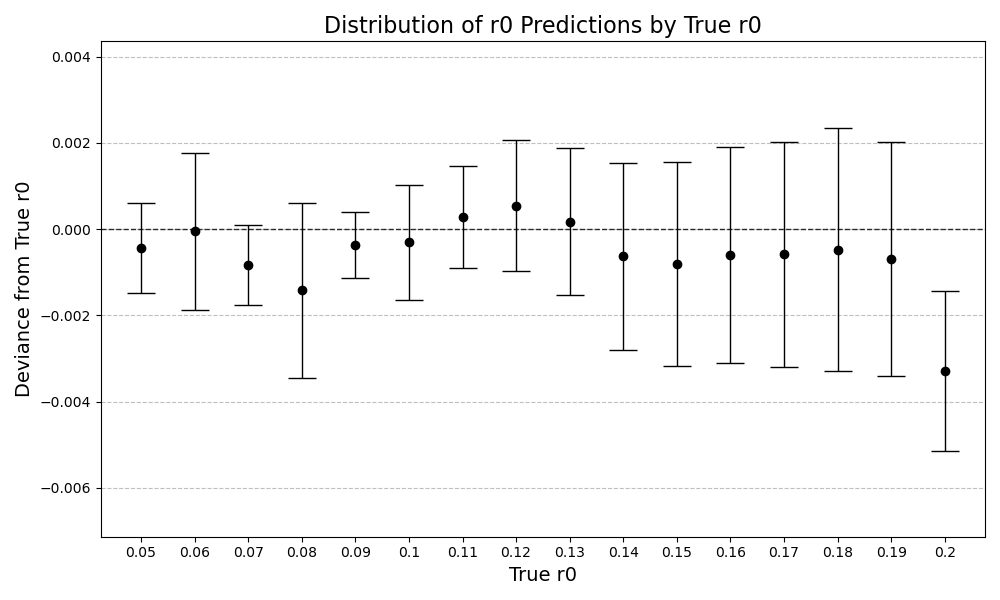 Distribution of r0 Predictions by True r0
Deviance from True r0
0.004
0.002
0.000
−0.002
−0.004
−0.006
0.05 0.06 0.07 0.08 0.09 0.1 0.11 0.12 0.13 0.14 0.15 0.16 0.17 0.18 0.19 0.2
True r0